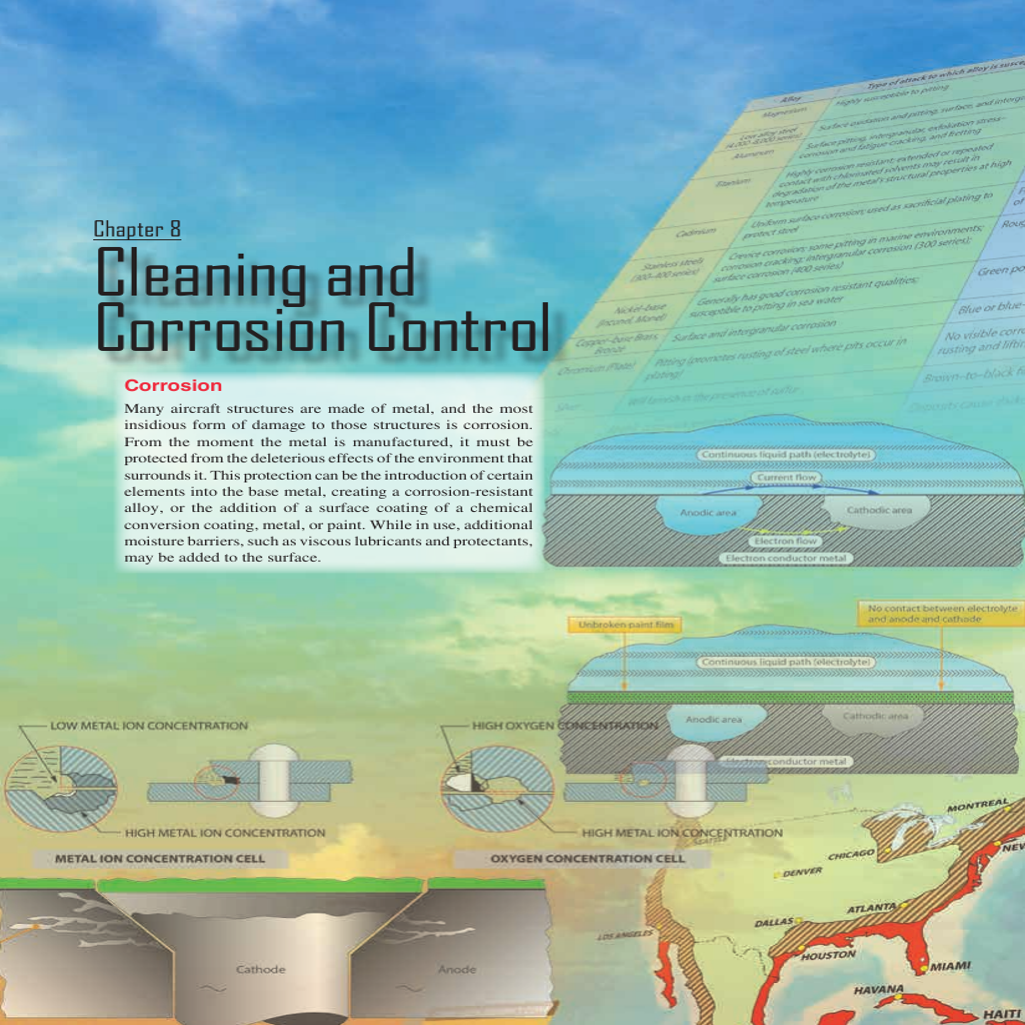 Chapter 8
Cleaning and
Corrosion Control
Corrosion
Many aircraft structures are made of metal, and the most
insidious form of damage to those structures is corrosion.
From the moment the metal is manufactured, it must be
protected from the deleterious effects of the environment that
surrounds it. This protection can be the introduction of certain
elements into the base metal, creating a corrosion-resistant
alloy, or the addition of a surface coating of a chemical
conversion coating, metal, or paint. While in use, additional
moisture barriers, such as viscous lubricants and protectants,
may be added to the surface.
Alloy
Type of attack to which alloy is susce
Magnesium
Highly susceptible to pitting
Low alloy steel
(4,000-8,000 series)
Surface oxidation and pitting, surface, and interg
Aluminum
Surface pitting, intergranular, exfoliation stress-
corrosion and fatigue cracking, and fretting
Titanium
Highly corrosion resistant; extended or repeated
contact with chlorinated solvents may result in
degradation of the metal's structural properties at high
temperature
Cadmium
Uniform surface corrosion; used as sacrificial plating to
protect steel
Stainless steels
(300-400 series)
Crevice corrosion; some pitting in marine environments;
corrosion cracking; intergranular corrosion (300 series);
surface corrosion (400 series)
Nickel-base
(Inconel, Monel)
Generally has good corrosion resistant qualities;
susceptible to pitting in sea water
Copper-base Brass,
Bronze
Surface and intergranular corrosion
Chromium (Plate)
Pitting (promotes rusting of steel where pits occur in
plating)
Silver
Will tarnish in the presence of sulfur
of
Roug
Green po
Blue or blue-
No visible corro
rusting and lifti
Brown-to-black f
Continuous liquid path (electrolyte)
Current flow
Anodic area
Cathodic area
Electron flow
Electron conductor metal
Unbroken paint film
No contact between electrolyte
and anode and cathode
Continuous liquid path (electrolyte)
Anodic area
Cathodic area
Electron conductor metal
LOW METAL ION CONCENTRATION
HIGH METAL ION CONCENTRATION
METAL ION CONCENTRATION CELL
HIGH OXYGEN CONCENTRATION
HIGH METAL ION CONCENTRATION
OXYGEN CONCENTRATION CELL
Cathode
Anode
SEATTLE
MONTREAL
NEW
CHICAGO
DENVER
ATLANTA
DALLAS
LOS ANGELES
HOUSTON
MIAMI
HAVANA
HAITI